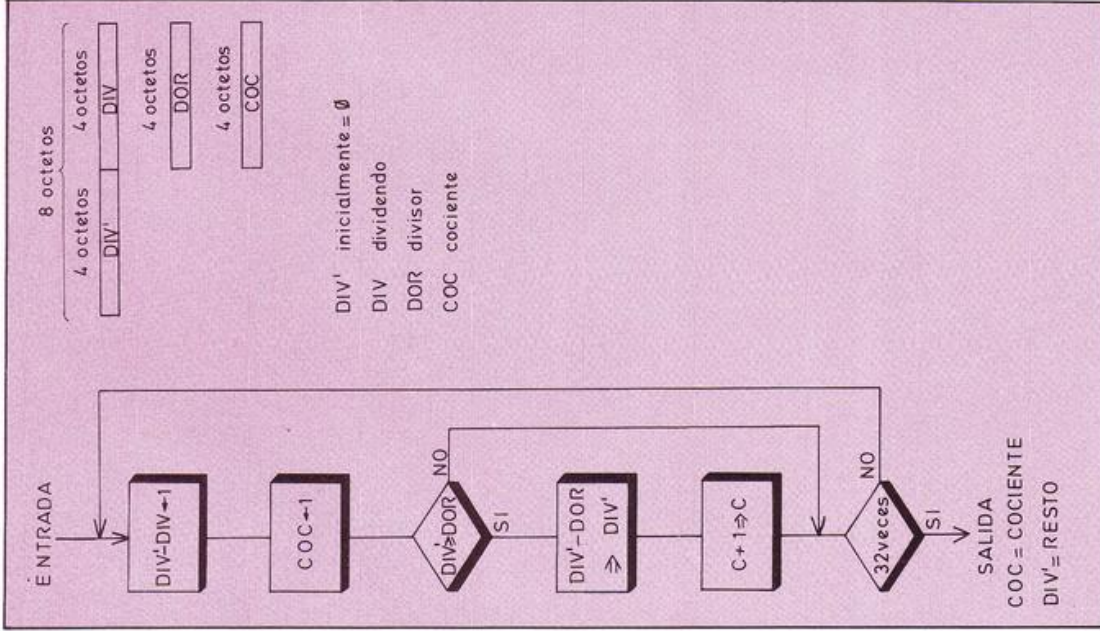 ENTRADA
DIV'-DIV←1
COC←1
DIV'≥DOR
NO
SI
DIV'-DOR
⇒ DIV'
C+1⇒C
32veces
NO
SI
SALIDA
COC = COCIENTE
DIV'= RESTO
8 octetos
4 octetos 4 octetos
DIV' DIV
4 octetos
DOR
4 octetos
COC
DIV' inicialmente = Ø
DIV dividendo
DOR divisor
COC cociente